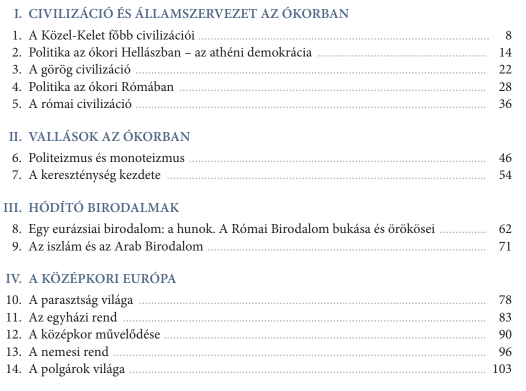 I. CIVILIZÁCIÓ ÉS ÁLLAMSZERVEZET AZ ÓKORBAN
1. A Közel-Kelet főbb civilizációi 8
2. Politika az ókori Hellászban – az athéni demokrácia 14
3. A görög civilizáció 22
4. Politika az ókori Rómában 28
5. A római civilizáció 36
II. VALLÁSOK AZ ÓKORBAN
6. Politeizmus és monoteizmus 46
7. A kereszténység kezdete 54
III. HÓDÍTÓ BIRODALMAK
8. Egy eurázsiai birodalom: a hunok. A Római Birodalom bukása és örökösei 62
9. Az iszlám és az Arab Birodalom 71
IV. A KÖZÉPKORI EURÓPA
10. A parasztság világa 78
11. Az egyházi rend 83
12. A középkor művelődése 90
13. A nemesi rend 96
14. A polgárok világa 103